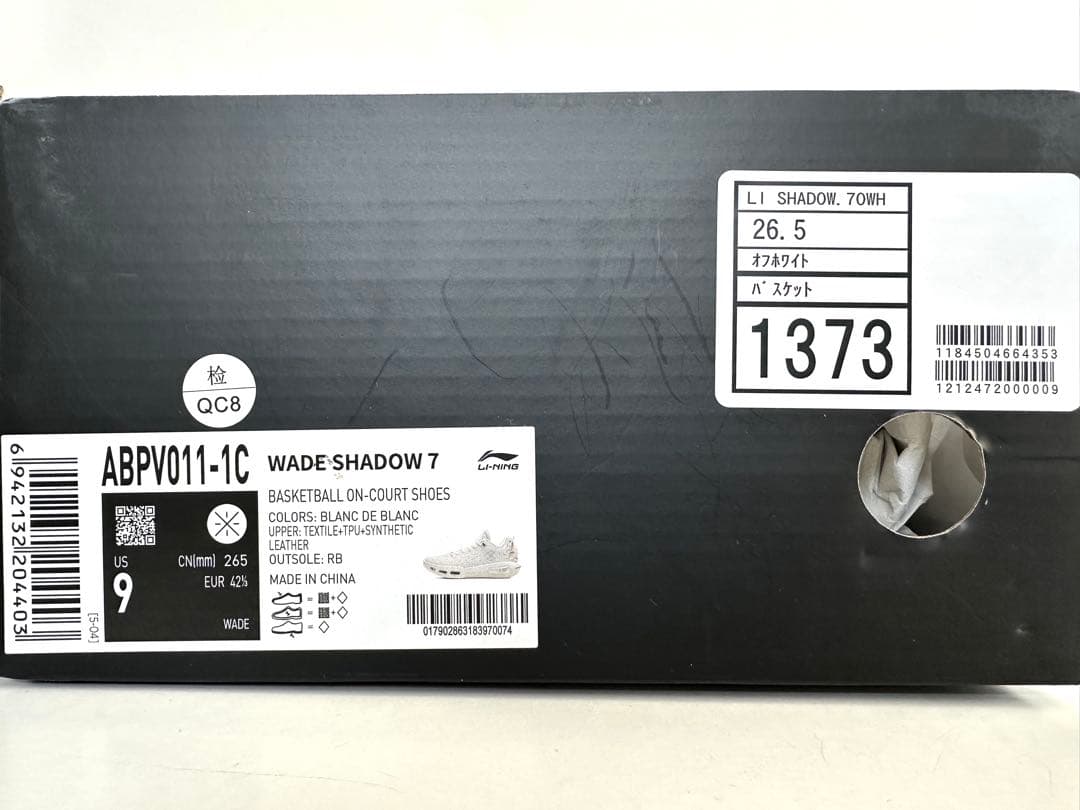 LI SHADOW.7OWH
26.5
オフホワイト
バスケット
1373
1184504664353
1212472000009
检
QC8
6942132204403
[5-04]
ABPV011-1C
US
9
CN(mm) 265
EUR 42⅔
WADE
WADE SHADOW 7
LI-NING
BASKETBALL ON-COURT SHOES
COLORS: BLANC DE BLANC
UPPER: TEXTILE+TPU+SYNTHETIC
LEATHER
OUTSOLE: RB
MADE IN CHINA
017902863183970074